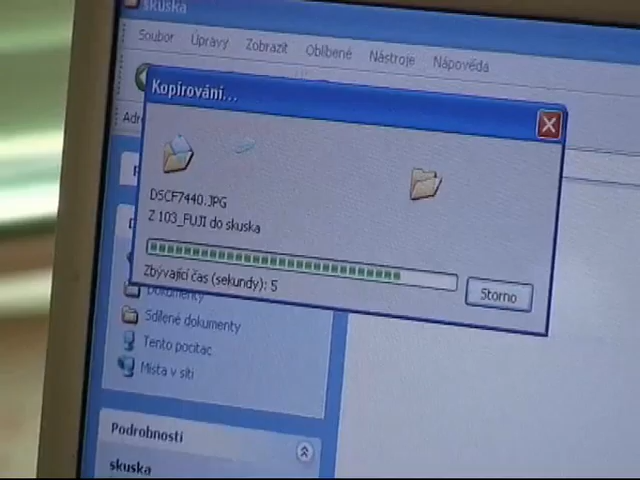 skuska
Soubor Úpravy Zobrazit Oblíbené Nástroje Nápověda
Kopírování...
DSCF7440.JPG
Z 103_FUJI do skuska
Zbývající čas (sekundy): 5
Storno
Dokumenty
Sdílené dokumenty
Tento počítač
Místa v síti
Podrobnosti
skuska